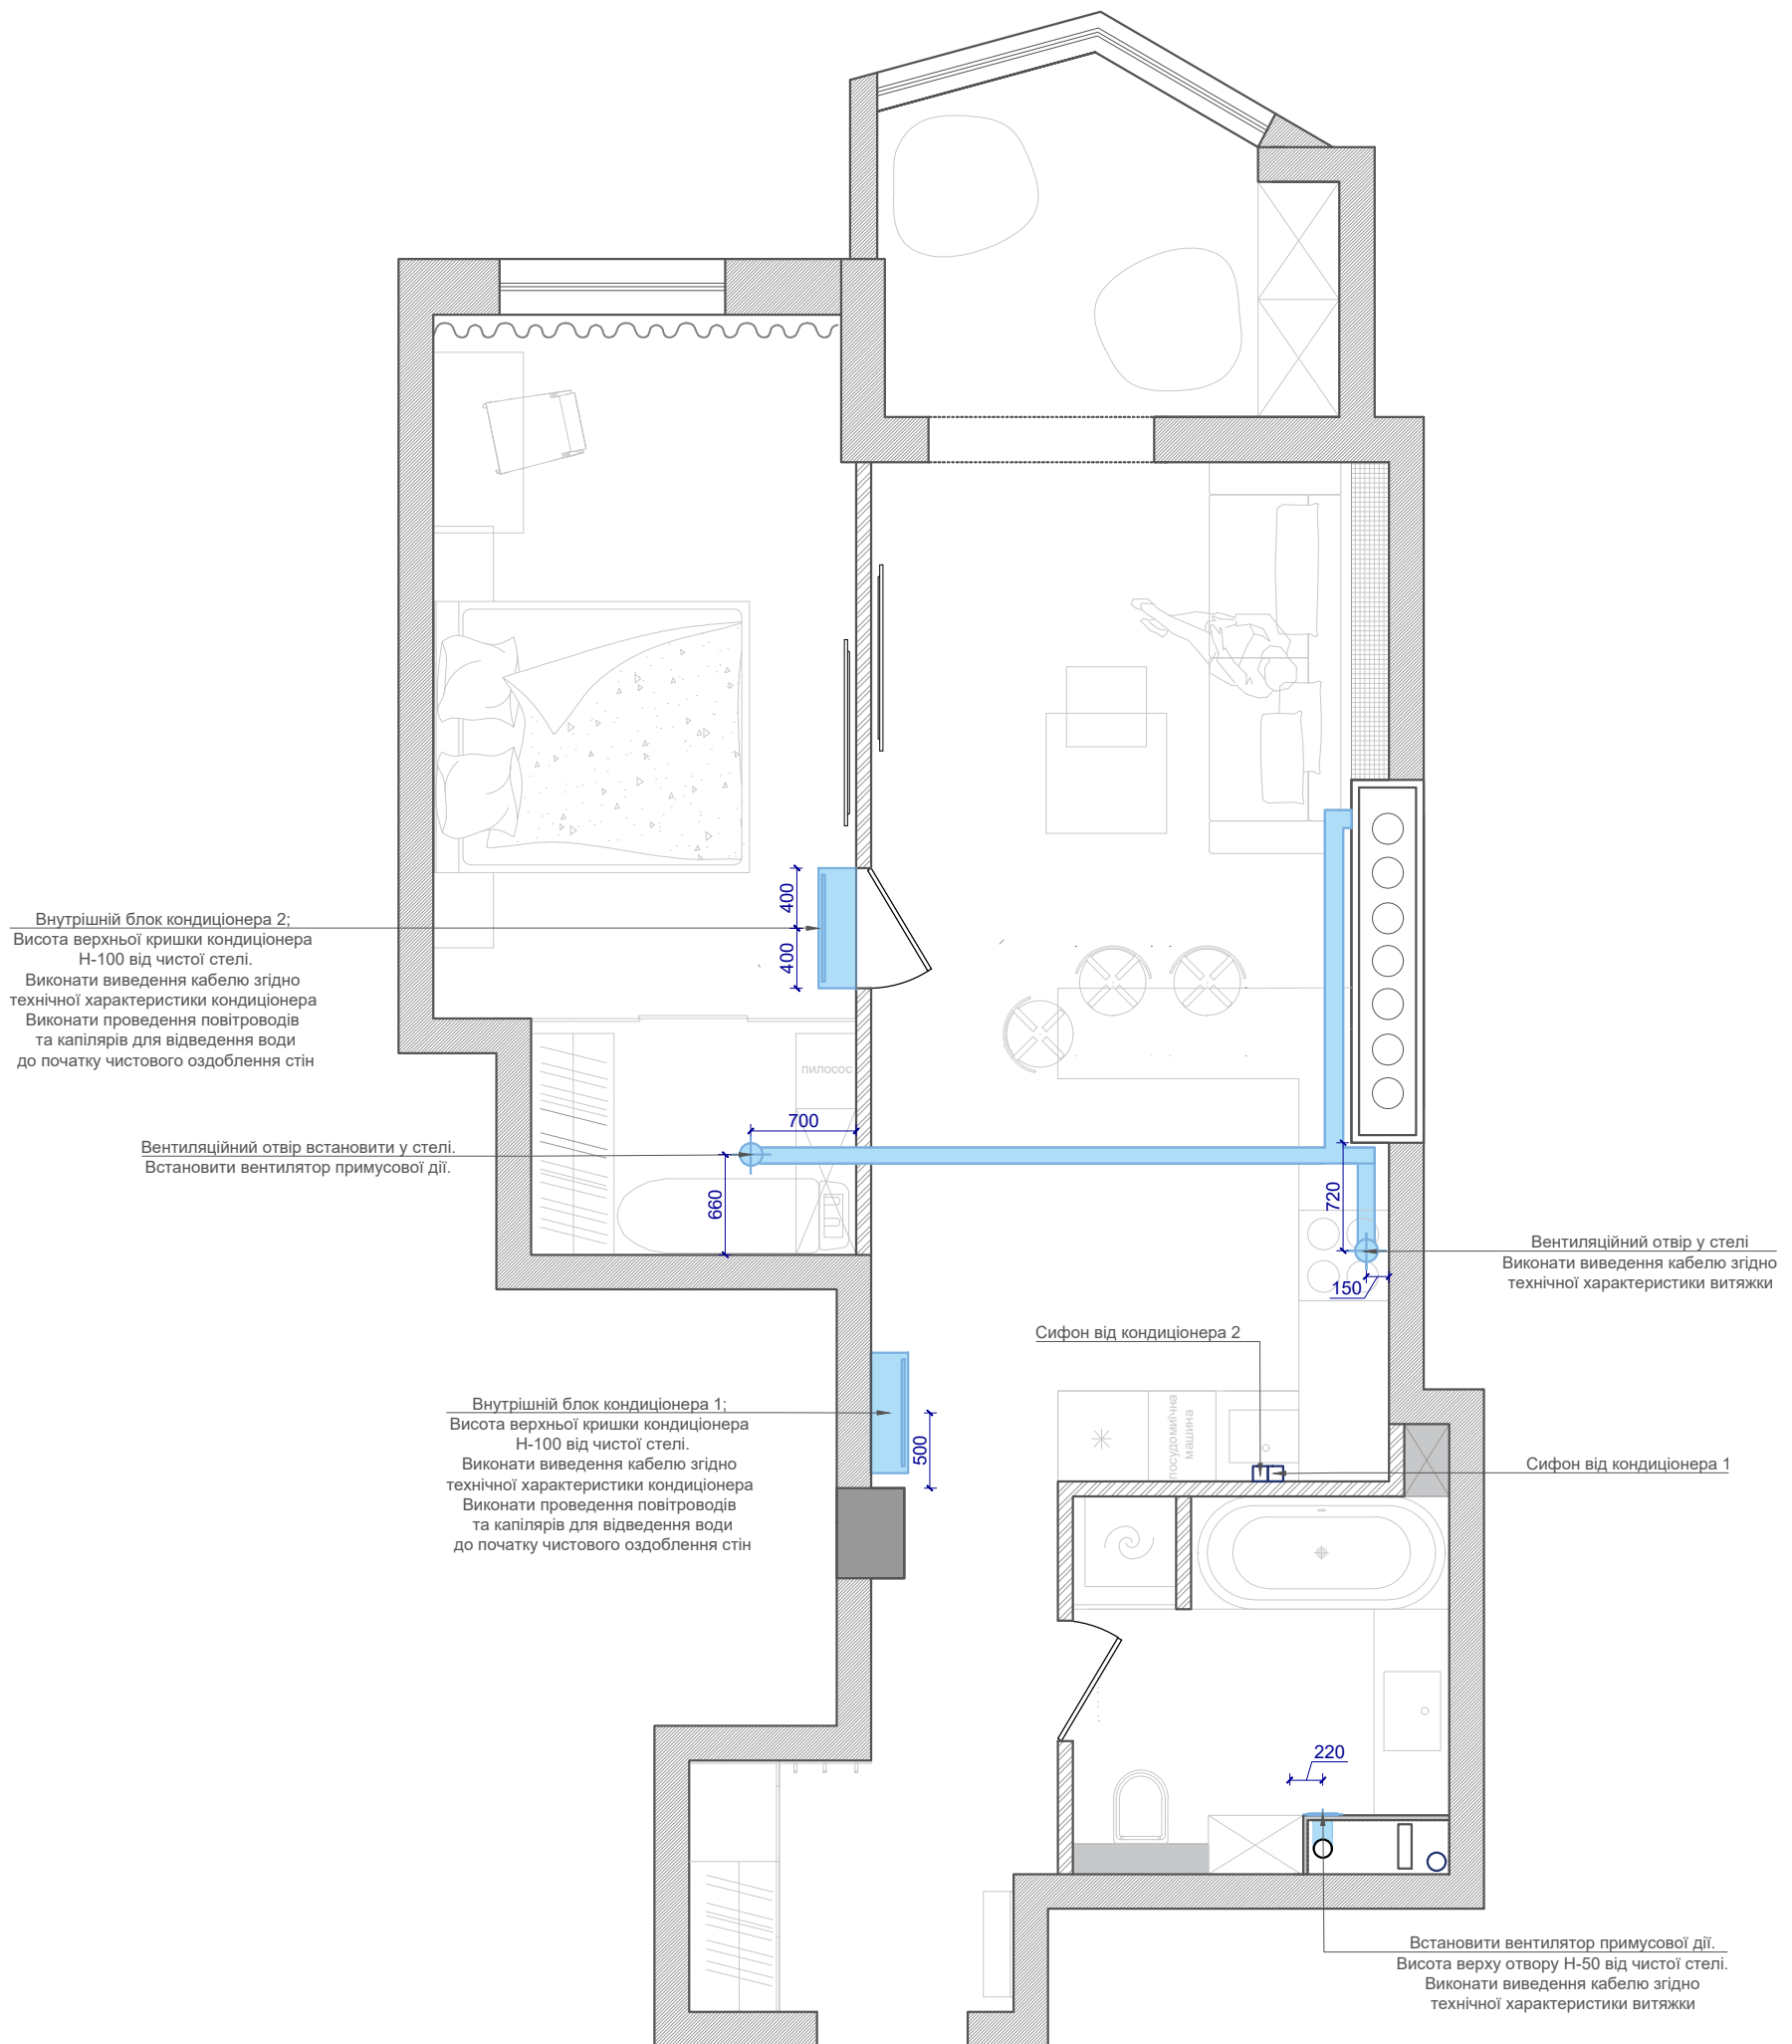 400
400
Внутрішній блок кондиціонера 2;
Висота верхньої кришки кондиціонера
Н-100 від чистої стелі.
Виконати виведення кабелю згідно
технічної характеристики кондиціонера
Виконати проведення повітроводів
та капілярів для відведення води
до початку чистового оздоблення стін
пилосос
700
Вентиляційний отвір встановити у стелі.
Встановити вентилятор примусової дії.
660
720
Вентиляційний отвір у стелі
Виконати виведення кабелю згідно
технічної характеристики витяжки
150
Сифон від кондиціонера 2
Внутрішній блок кондиціонера 1;
Висота верхньої кришки кондиціонера
Н-100 від чистої стелі.
Виконати виведення кабелю згідно
технічної характеристики кондиціонера
Виконати проведення повітроводів
та капілярів для відведення води
до початку чистового оздоблення стін
500
посудомиїчна
машина
Сифон від кондиціонера 1
220
Встановити вентилятор примусової дії.
Висота верху отвору Н-50 від чистої стелі.
Виконати виведення кабелю згідно
технічної характеристики витяжки